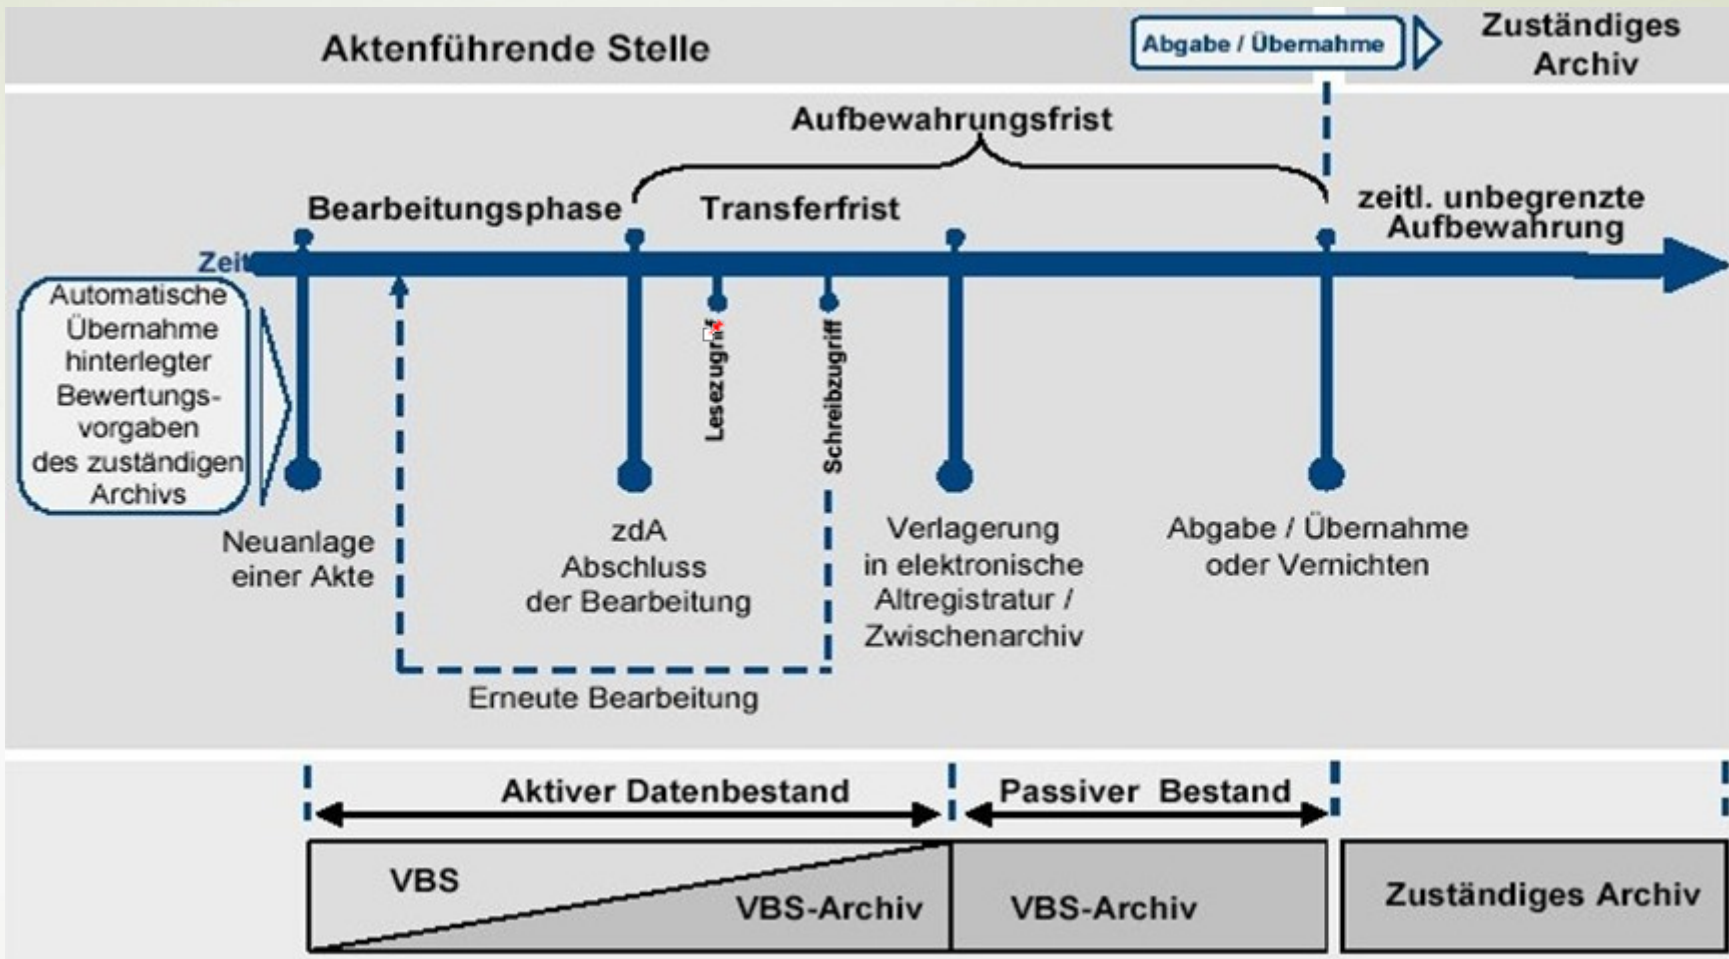 Aktenführende Stelle
Abgabe / Übernahme
Zuständiges
Archiv
Aufbewahrungsfrist
Bearbeitungsphase
Transferfrist
zeitl. unbegrenzte
Aufbewahrung
Zeit
Automatische
Übernahme
hinterlegter
Bewertungs-
vorgaben
des zuständigen
Archivs
Lesezugriff
Schreibzugriff
Neuanlage
einer Akte
zdA
Abschluss
der Bearbeitung
Verlagerung
in elektronische
Altregistratur /
Zwischenarchiv
Abgabe / Übernahme
oder Vernichten
Erneute Bearbeitung
Aktiver Datenbestand
Passiver Bestand
VBS
VBS-Archiv
VBS-Archiv
Zuständiges Archiv